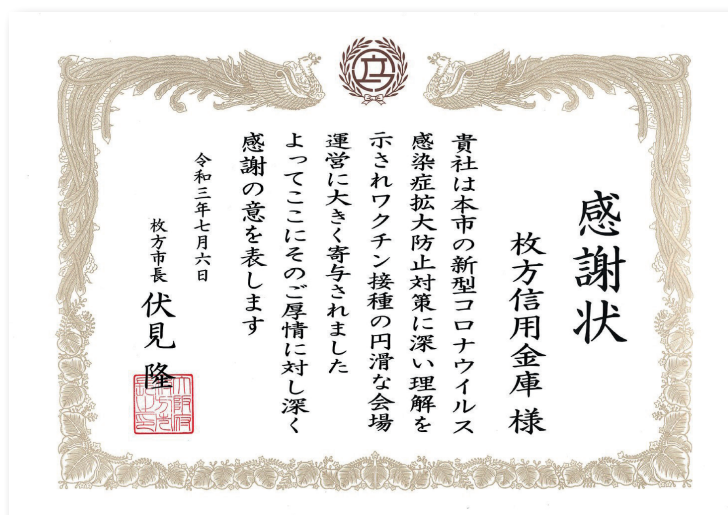 感謝状
枚方信用金庫 様
貴社は本市の新型コロナウイルス
感染症拡大防止対策に深い理解を
示されワクチン接種の円滑な会場
運営に大きく寄与されました
よってここにそのご厚情に対し深く
感謝の意を表します
令和三年七月六日
枚方市長 伏見 隆